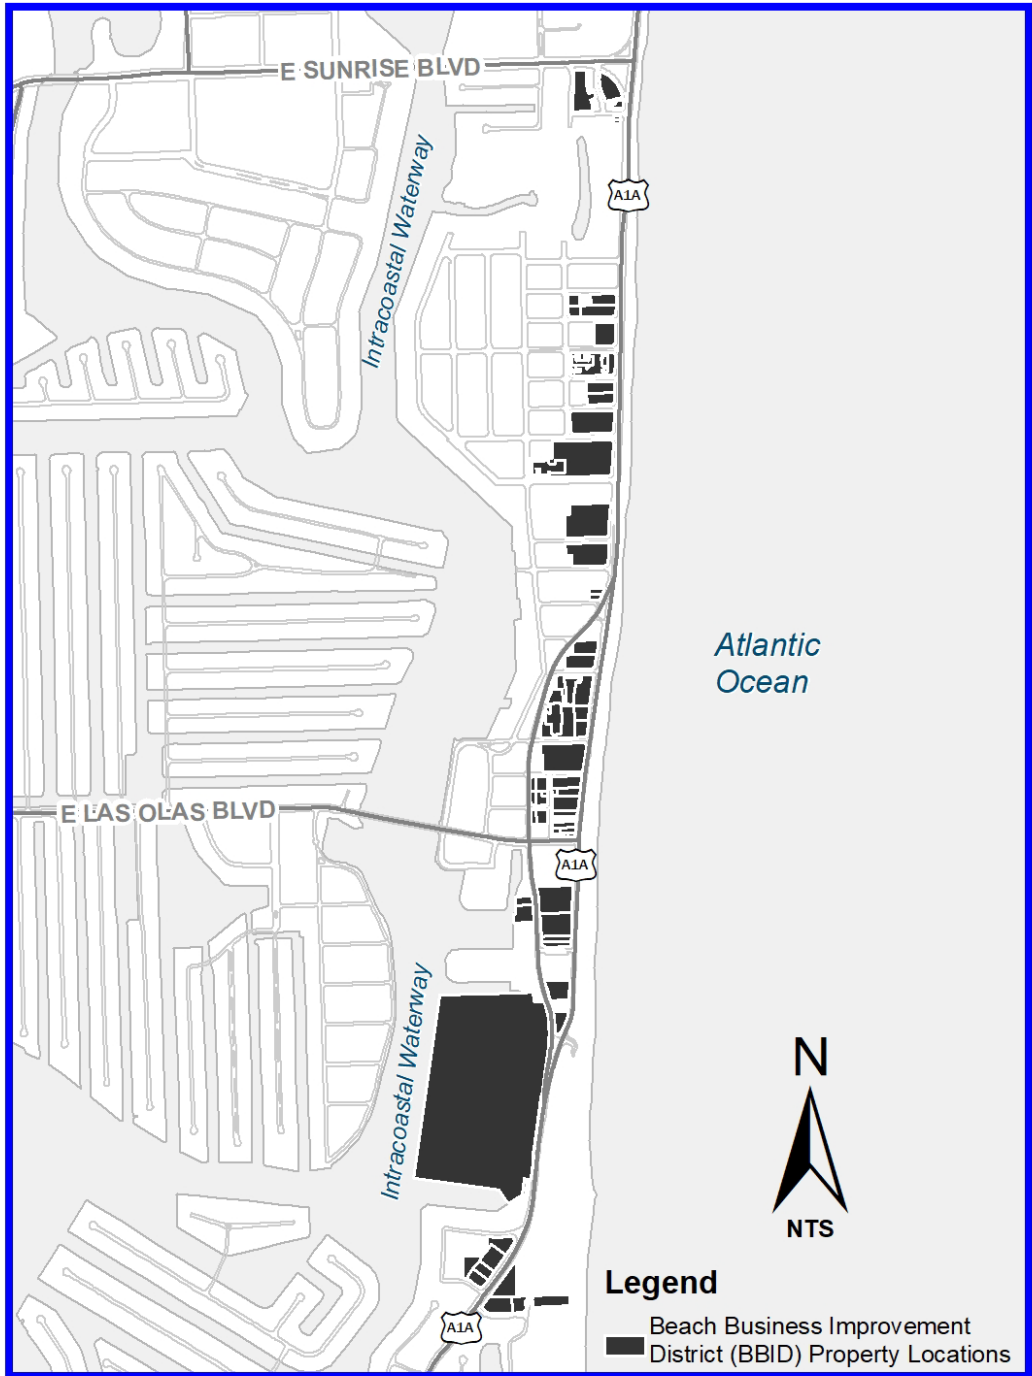 E SUNRISE BLVD
A1A
Intracoastal Waterway
Atlantic
Ocean
E LAS OLAS BLVD
A1A
Intracoastal Waterway
N
NTS
Legend
Beach Business Improvement
District (BBID) Property Locations
A1A